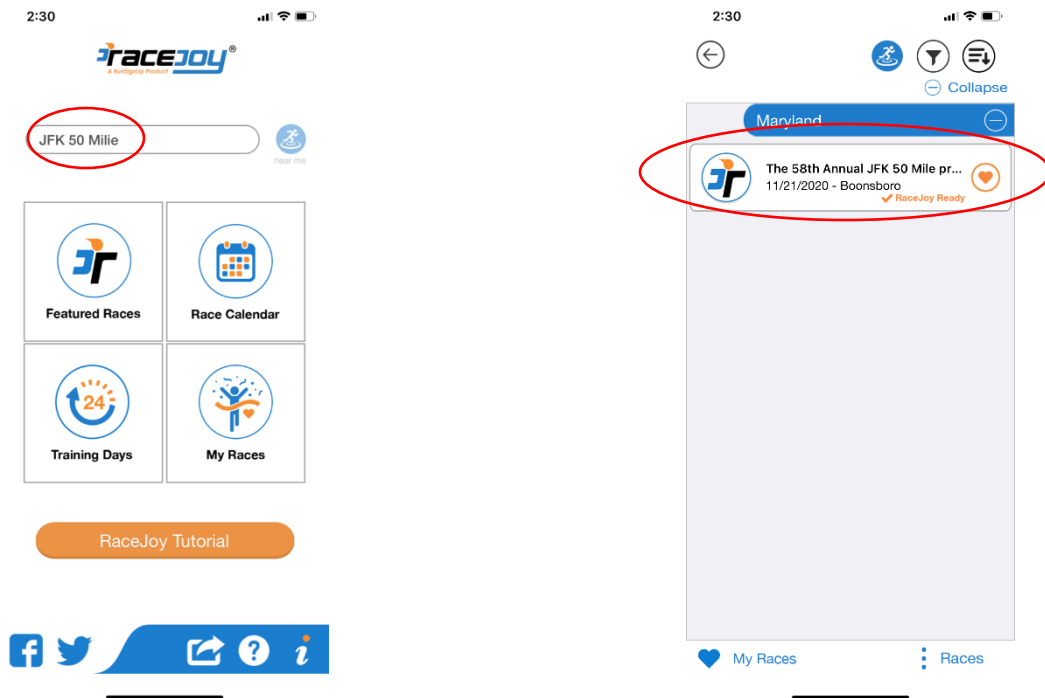 2:30
racejoy®
A RunSignup Product
JFK 50 Milie
near me
Featured Races
Race Calendar
24
Training Days
My Races
RaceJoy Tutorial
f
?
i
2:30
Collapse
Maryland
The 58th Annual JFK 50 Mile pr...
11/21/2020 - Boonsboro
RaceJoy Ready
My Races
Races